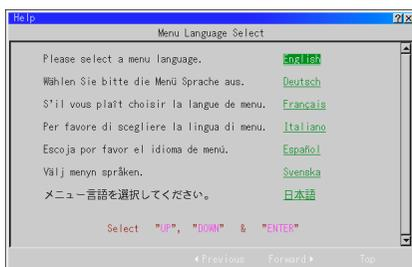 Help
Menu Language Select
Please select a menu language. English
Wählen Sie bitte die Menü Sprache aus. Deutsch
S'il vous plaît choisir la langue de menu. Français
Per favore di scegliere la lingua di menu. Italiano
Escoja por favor el idioma de menú. Español
Välj menyn språken. Svenska
メニュー言語を選択してください。 日本語
Select "UP", "DOWN" & "ENTER"
◀Previous Forward▶ Top